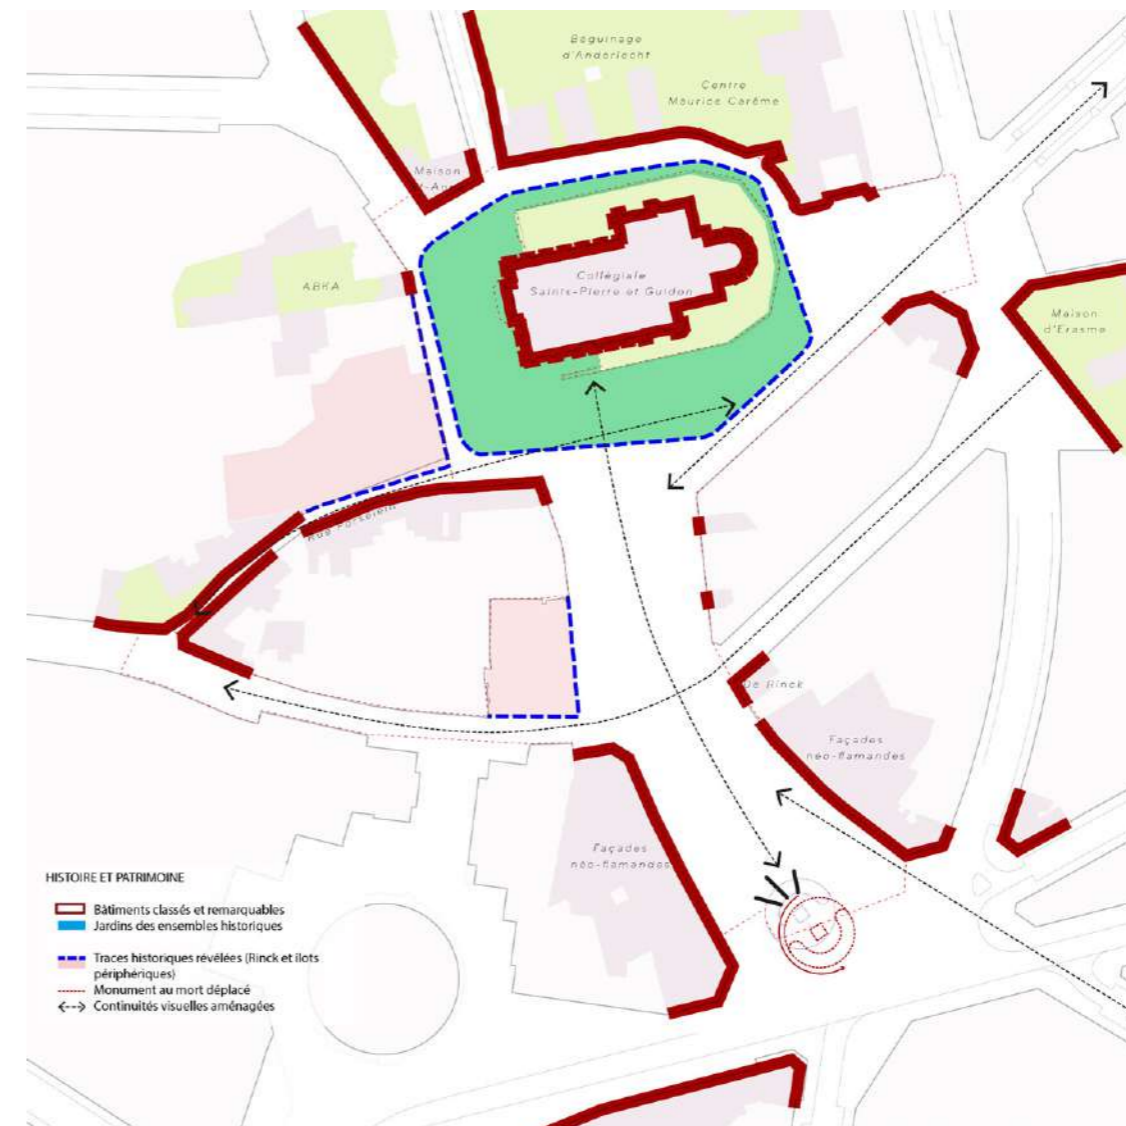 Béguinage
d'Anderlecht
Centre
Maurice Carême
Maison
ABKA
Collégiale
Saints-Pierre et Guidon
Maison
d'Erasme
Rue Porselein
De Rinck
Façades
néo-flamandes
Façades
néo-flamandes
HISTOIRE ET PATRIMOINE
Bâtiments classés et remarquables
Jardins des ensembles historiques
Traces historiques révélées (Rinck et îlots
périphériques)
Monument au mort déplacé
Continuités visuelles aménagées